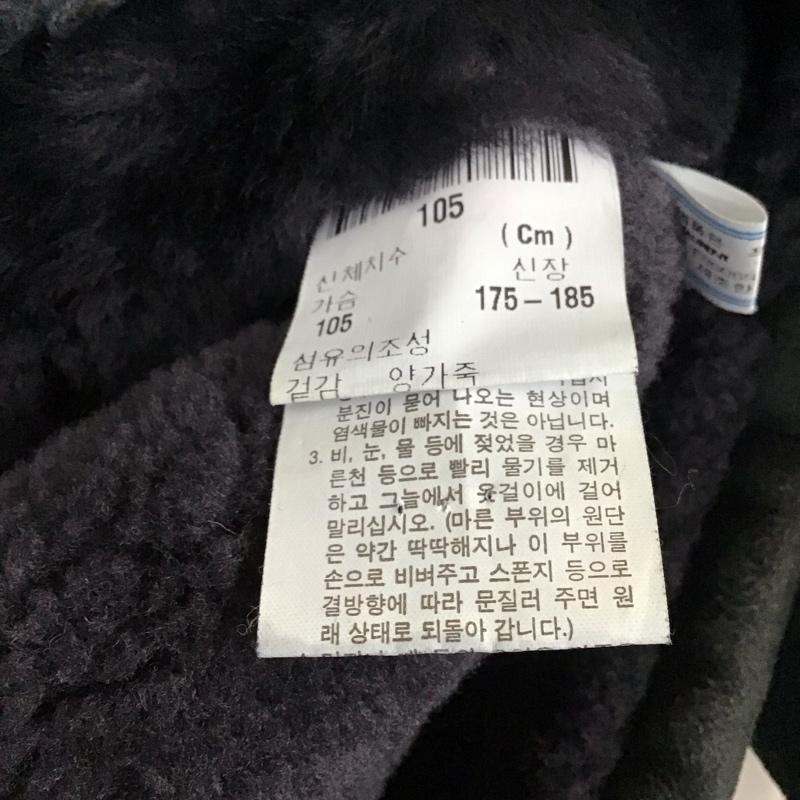 105
( Cm )
신체치수
신장
가슴
175 – 185
105
섬유의조성
겉감 양가죽
분진이 묻어 나오는 현상이며
염색물이 빠지는 것은 아닙니다.
3. 비, 눈, 물 등에 젖었을 경우 마
른천 등으로 빨리 물기를 제거
하고 그늘에서 옷걸이에 걸어
말리십시오. (마른 부위의 원단
은 약간 딱딱해지나 이 부위를
손으로 비벼주고 스폰지 등으로
결방향에 따라 문질러 주면 원
래 상태로 되돌아 갑니다.)